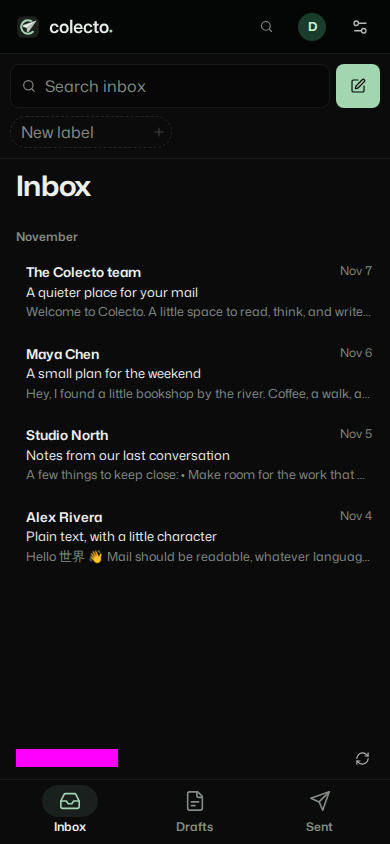 colecto.
D
Search inbox
New label +
Inbox
November
The Colecto team Nov 7
A quieter place for your mail
Welcome to Colecto. A little space to read, think, and write...
Maya Chen Nov 6
A small plan for the weekend
Hey, I found a little bookshop by the river. Coffee, a walk, a...
Studio North Nov 5
Notes from our last conversation
A few things to keep close: • Make room for the work that ...
Alex Rivera Nov 4
Plain text, with a little character
Hello 世界 👋 Mail should be readable, whatever languag...
Inbox Drafts Sent